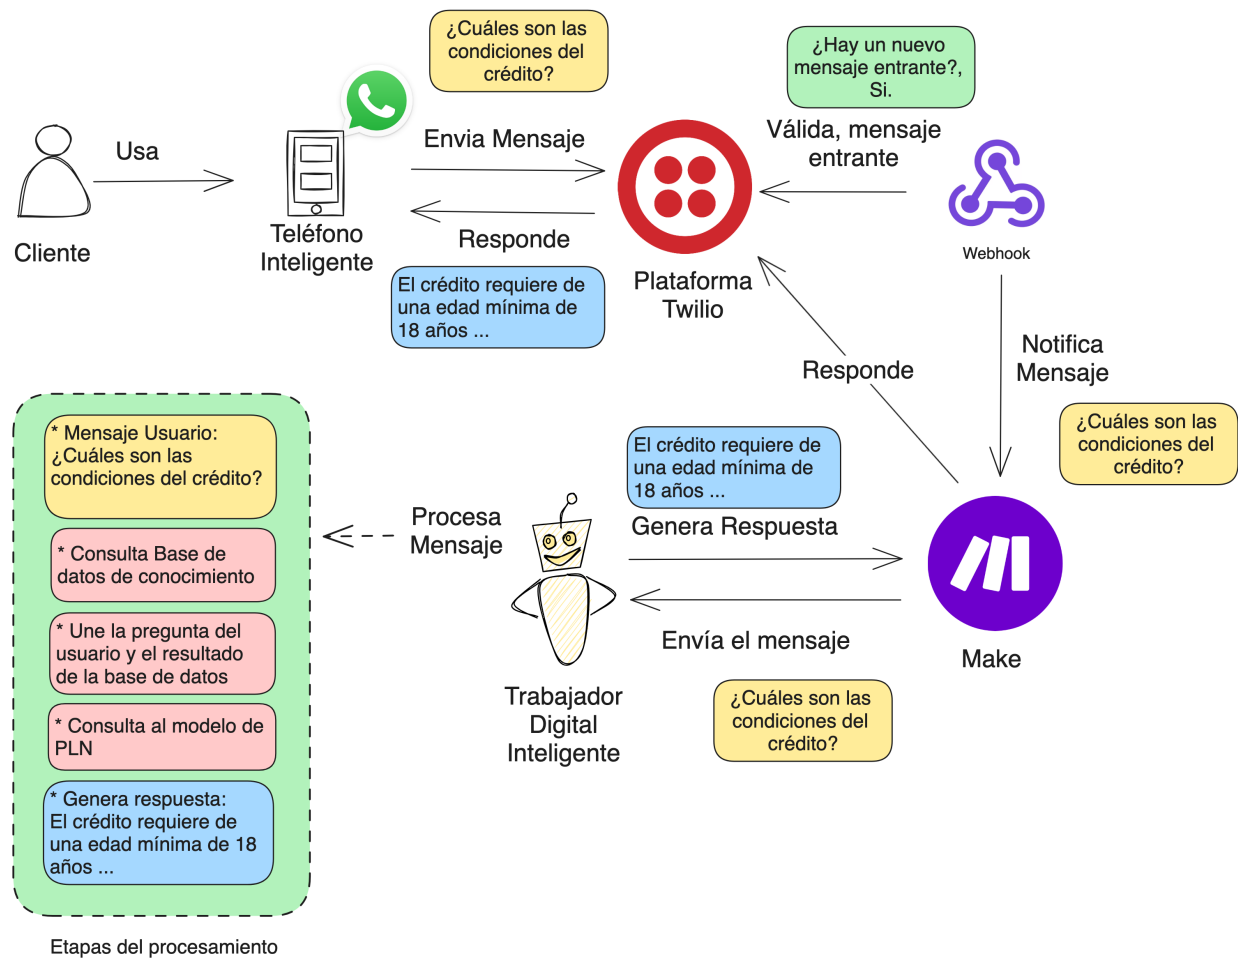 ¿Cuáles son las
condiciones del
crédito?
¿Hay un nuevo
mensaje entrante?,
Si.
Usa
Envia Mensaje
Válida, mensaje
entrante
Cliente
Teléfono
Inteligente
Responde
Plataforma
Twilio
Webhook
El crédito requiere de
una edad mínima de
18 años ...
Responde
Notifica
Mensaje
¿Cuáles son las
condiciones del
crédito?
* Mensaje Usuario:
¿Cuáles son las
condiciones del crédito?
* Consulta Base de
datos de conocimiento
* Une la pregunta del
usuario y el resultado
de la base de datos
* Consulta al modelo de
PLN
* Genera respuesta:
El crédito requiere de
una edad mínima de 18
años ...
Etapas del procesamiento
Procesa
Mensaje
El crédito requiere de
una edad mínima de
18 años ...
Genera Respuesta
Envía el mensaje
Make
Trabajador
Digital
Inteligente
¿Cuáles son las
condiciones del
crédito?